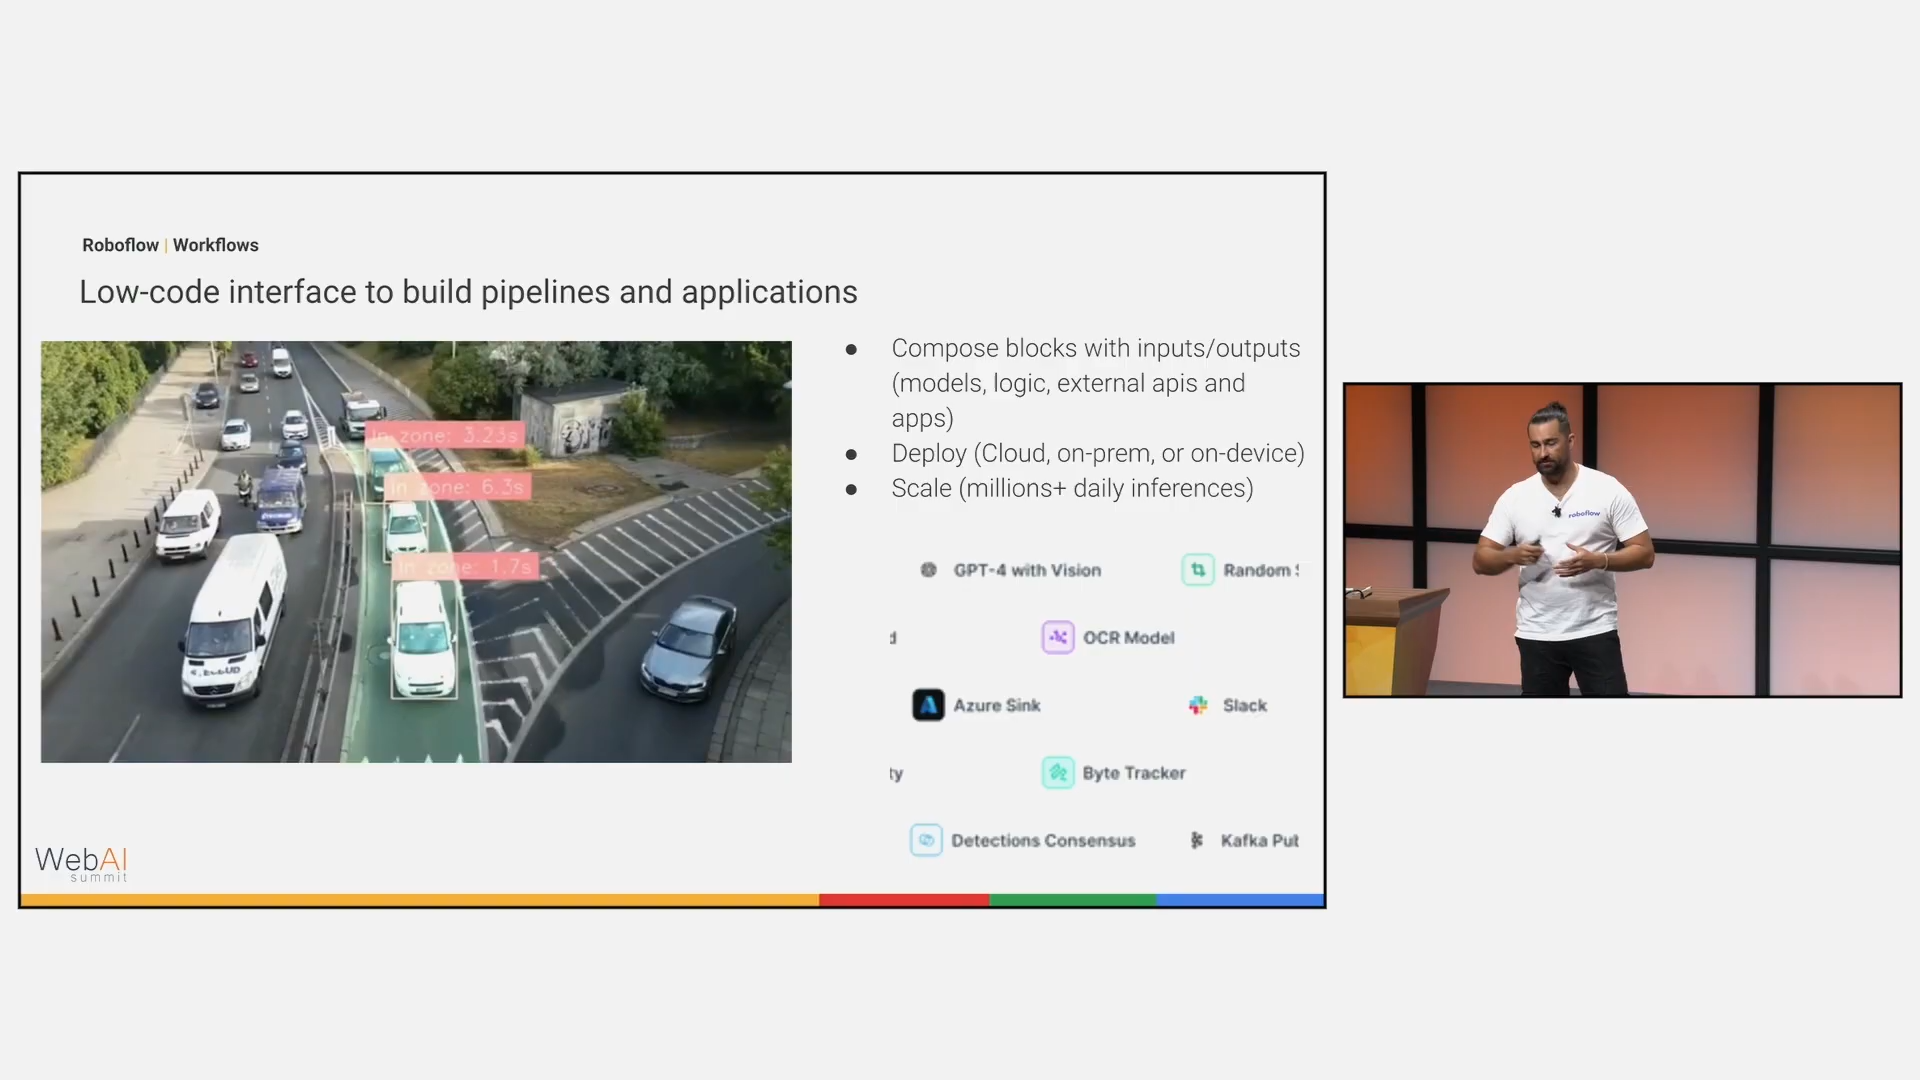 Roboflow | Workflows
Low-code interface to build pipelines and applications
In zone: 3.23s
In zone: 6.3s
In zone: 1.7s
● Compose blocks with inputs/outputs
(models, logic, external apis and
apps)
● Deploy (Cloud, on-prem, or on-device)
● Scale (millions+ daily inferences)
GPT-4 with Vision
Random
OCR Model
Azure Sink
Slack
ty
Byte Tracker
Detections Consensus
Kafka
WebAI
summit
roboflow